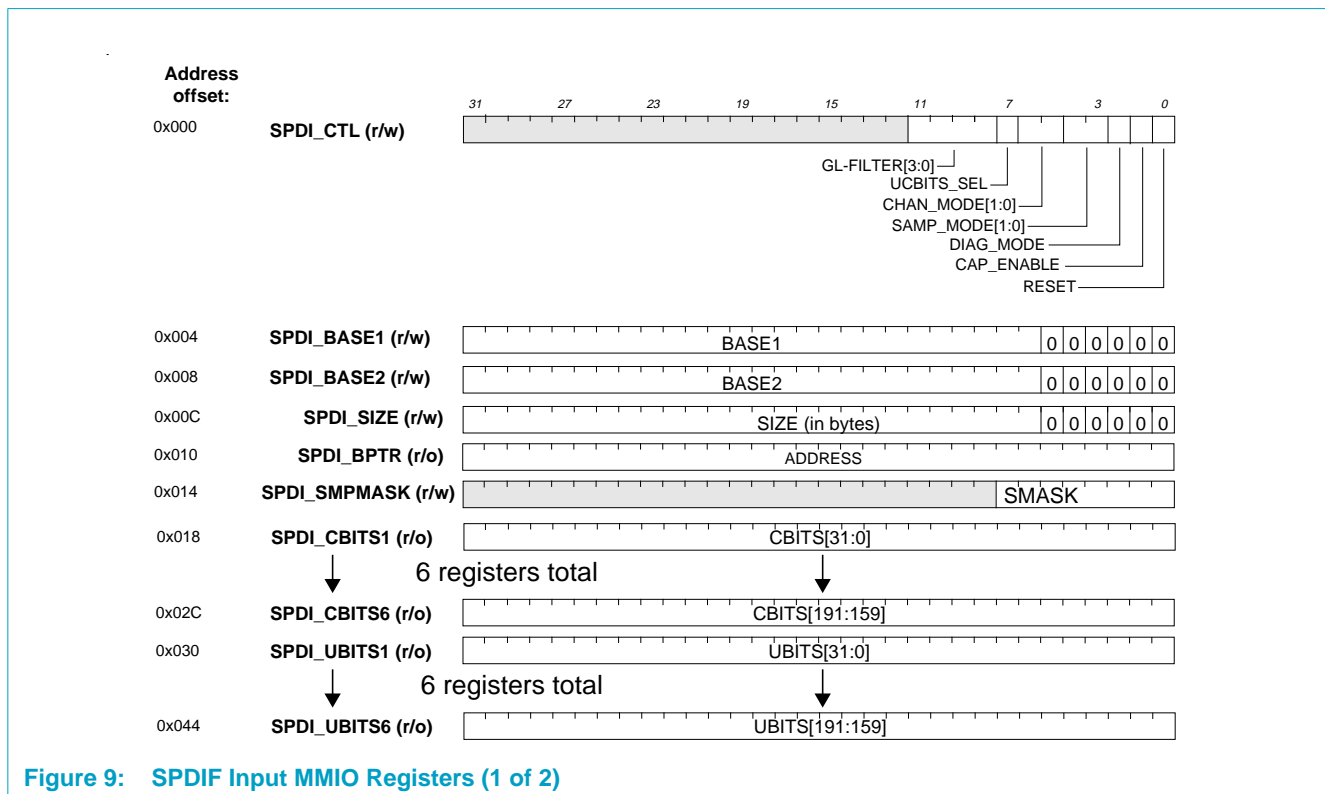 Address
offset:
31 27 23 19 15 11 7 3 0
0x000 SPDI_CTL (r/w)
GL-FILTER[3:0]
UCBITS_SEL
CHAN_MODE[1:0]
SAMP_MODE[1:0]
DIAG_MODE
CAP_ENABLE
RESET
0x004 SPDI_BASE1 (r/w) BASE1 0 0 0 0 0 0
0x008 SPDI_BASE2 (r/w) BASE2 0 0 0 0 0 0
0x00C SPDI_SIZE (r/w) SIZE (in bytes) 0 0 0 0 0 0
0x010 SPDI_BPTR (r/o) ADDRESS
0x014 SPDI_SMPMASK (r/w) SMASK
0x018 SPDI_CBITS1 (r/o) CBITS[31:0]
6 registers total
0x02C SPDI_CBITS6 (r/o) CBITS[191:159]
0x030 SPDI_UBITS1 (r/o) UBITS[31:0]
6 registers total
0x044 SPDI_UBITS6 (r/o) UBITS[191:159]
Figure 9: SPDIF Input MMIO Registers (1 of 2)